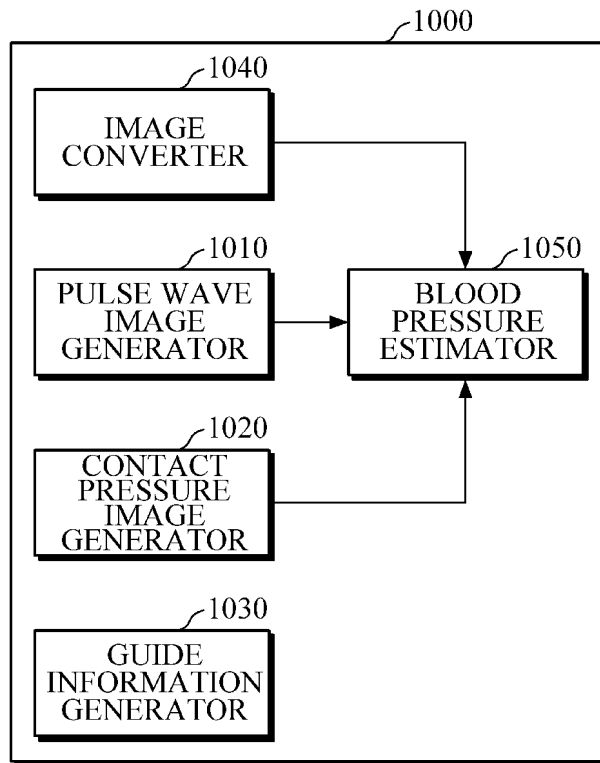 1000
1040
IMAGE
CONVERTER
1010
PULSE WAVE
IMAGE
GENERATOR
1050
BLOOD
PRESSURE
ESTIMATOR
1020
CONTACT
PRESSURE
IMAGE
GENERATOR
1030
GUIDE
INFORMATION
GENERATOR